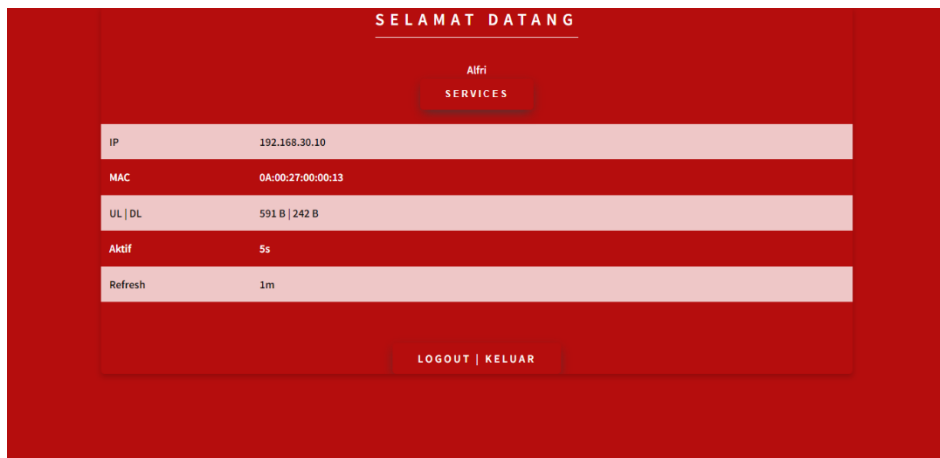 SELAMAT DATANG
Alfri
SERVICES
IP 192.168.30.10
MAC 0A:00:27:00:00:13
UL | DL 591 B | 242 B
Aktif 5s
Refresh 1m
LOGOUT | KELUAR